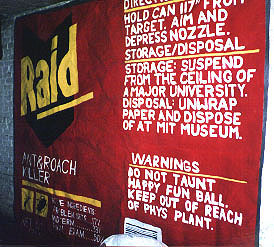 Raid
ANT & ROACH
KILLER
DIRECTIONS
HOLD CAN 117° FROM
TARGET. AIM AND
DEPRESS NOZZLE.
STORAGE/DISPOSAL
STORAGE: SUSPEND
FROM THE CEILING OF
A MAJOR UNIVERSITY.
DISPOSAL: UNWRAP
PAPER AND DISPOSE
OF AT MIT MUSEUM.
WARNINGS
DO NOT TAUNT
HAPPY FUN BALL.
KEEP OUT OF REACH
OF PHYS PLANT.